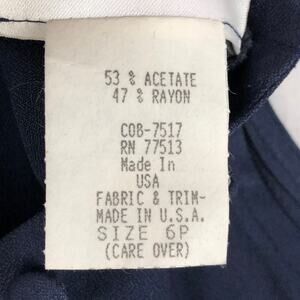 53 % ACETATE
47 % RAYON
COB-7517
RN 77513
Made In
USA
FABRIC & TRIM-
MADE IN U.S.A.
SIZE 6P
(CARE OVER)